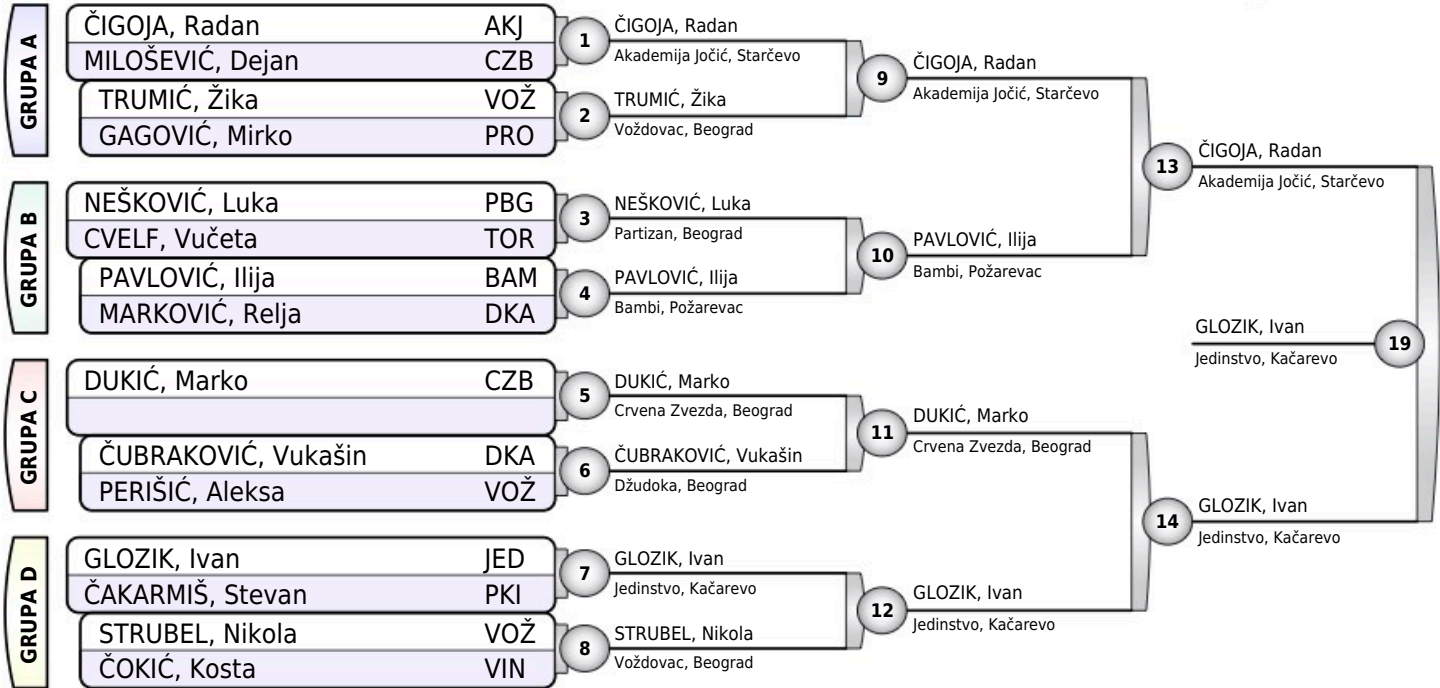 GRUPA A
ČIGOJA, Radan AKJ
MILOŠEVIĆ, Dejan CZB
TRUMIĆ, Žika VOŽ
GAGOVIĆ, Mirko PRO
1
ČIGOJA, Radan
Akademija Jočić, Starčevo
2
TRUMIĆ, Žika
Voždovac, Beograd
9
ČIGOJA, Radan
Akademija Jočić, Starčevo
GRUPA B
NEŠKOVIĆ, Luka PBG
CVELF, Vučeta TOR
PAVLOVIĆ, Ilija BAM
MARKOVIĆ, Relja DKA
3
NEŠKOVIĆ, Luka
Partizan, Beograd
4
PAVLOVIĆ, Ilija
Bambi, Požarevac
10
PAVLOVIĆ, Ilija
Bambi, Požarevac
13
ČIGOJA, Radan
Akademija Jočić, Starčevo
GRUPA C
DUKIĆ, Marko CZB
ČUBRAKOVIĆ, Vukašin DKA
PERIŠIĆ, Aleksa VOŽ
5
DUKIĆ, Marko
Crvena Zvezda, Beograd
6
ČUBRAKOVIĆ, Vukašin
Džudoka, Beograd
11
DUKIĆ, Marko
Crvena Zvezda, Beograd
GRUPA D
GLOZIK, Ivan JED
ČAKARMIŠ, Stevan PKI
STRUBEL, Nikola VOŽ
ČOKIĆ, Kosta VIN
7
GLOZIK, Ivan
Jedinstvo, Kačarevo
8
STRUBEL, Nikola
Voždovac, Beograd
12
GLOZIK, Ivan
Jedinstvo, Kačarevo
14
GLOZIK, Ivan
Jedinstvo, Kačarevo
GLOZIK, Ivan
Jedinstvo, Kačarevo
19